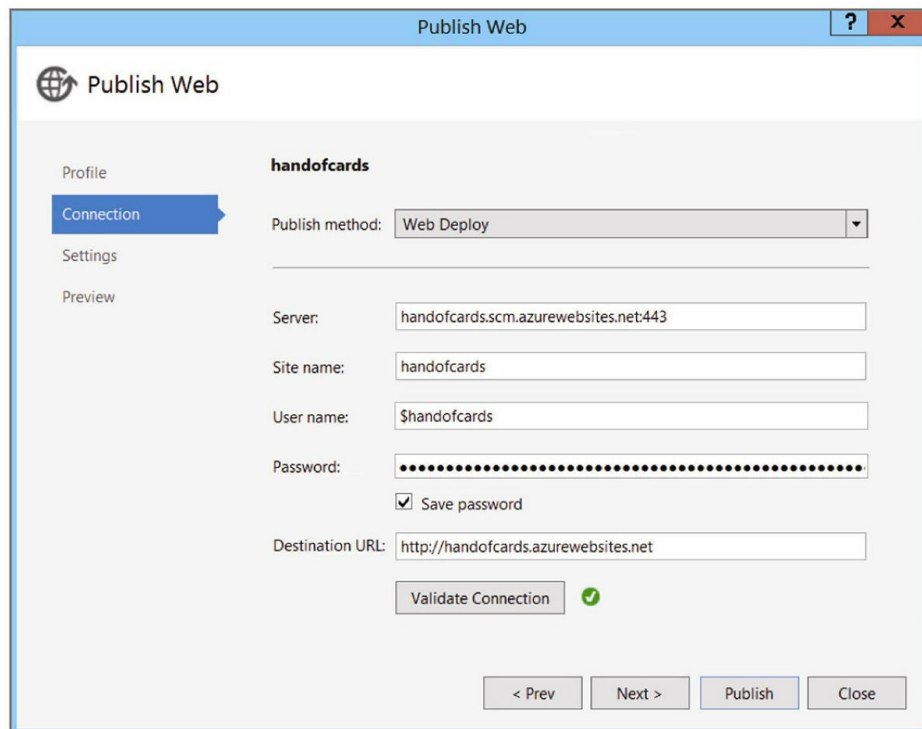 Publish Web
? X
Publish Web
Profile
Connection
Settings
Preview
handofcards
Publish method: Web Deploy
Server: handofcards.scm.azurewebsites.net:443
Site name: handofcards
User name: $handofcards
Password:
Save password
Destination URL: http://handofcards.azurewebsites.net
Validate Connection
< Prev Next > Publish Close